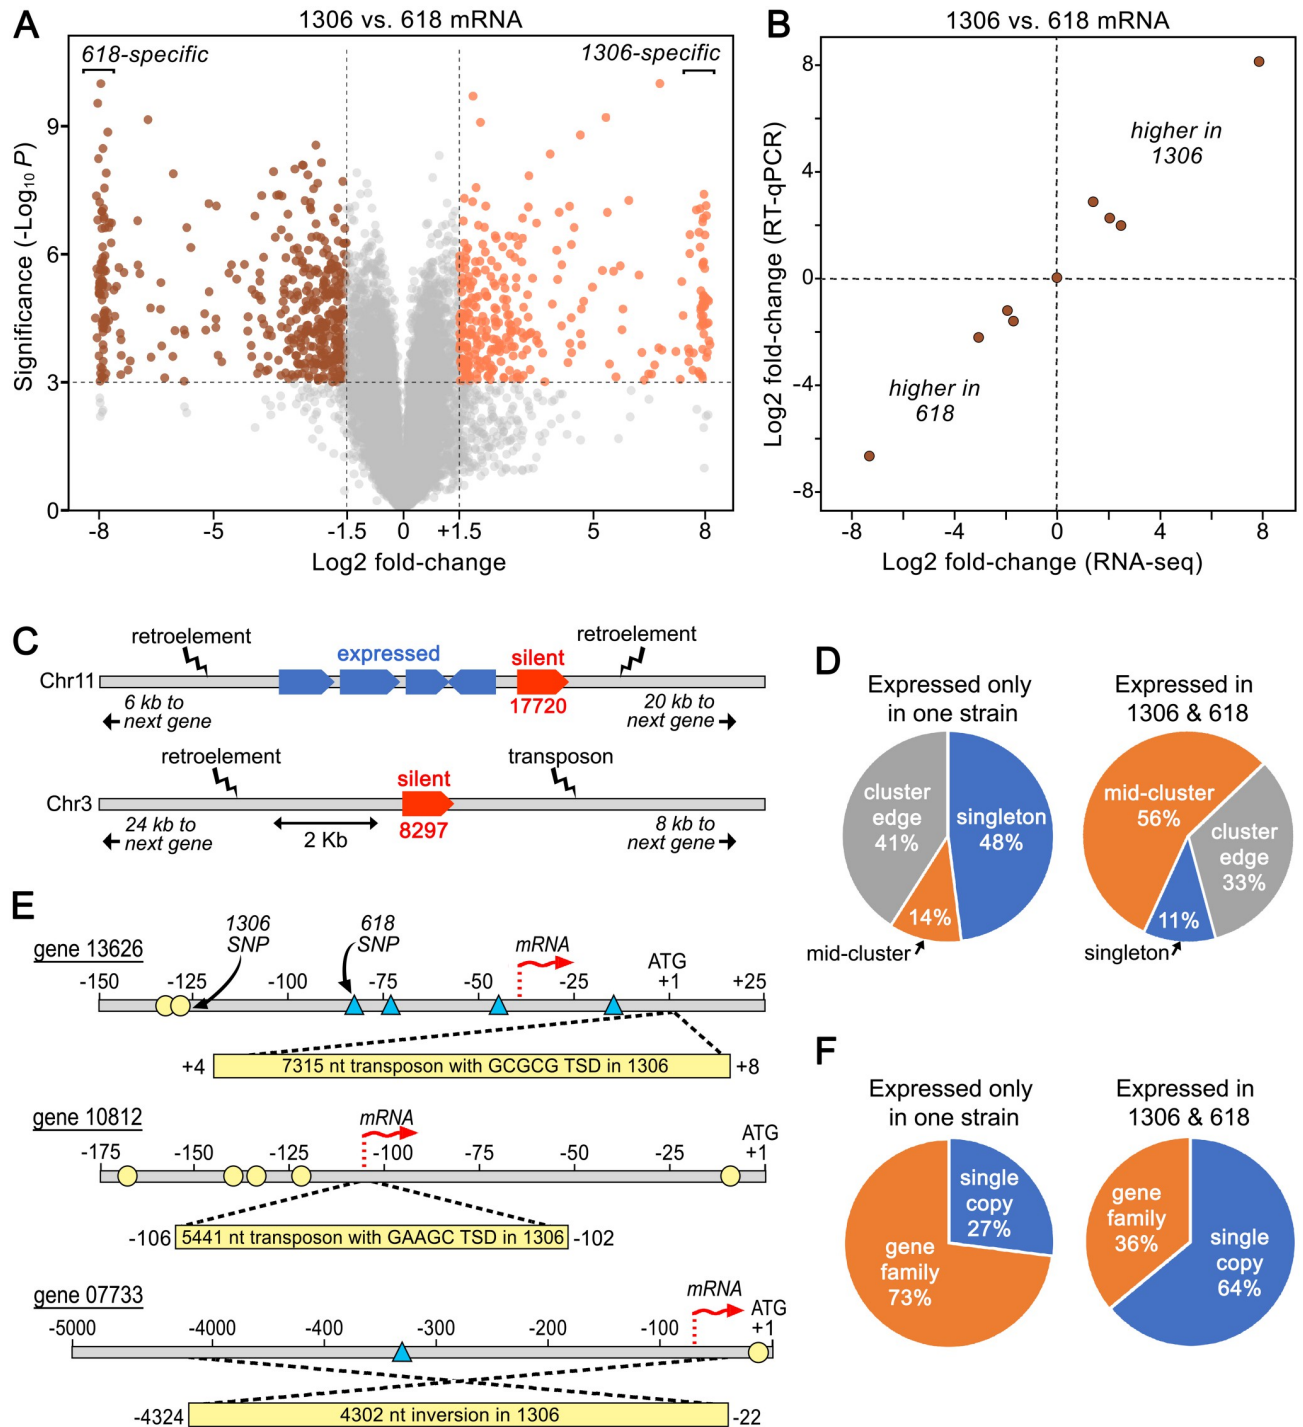 A
1306 vs. 618 mRNA
618-specific
1306-specific
Significance (-Log10 P)
9
6
3
0
-8
-5
-1.5
0
+1.5
5
8
Log2 fold-change
B
1306 vs. 618 mRNA
Log2 fold-change (RT-qPCR)
8
4
0
-4
-8
higher in
1306
higher in
618
-8
-4
0
4
8
Log2 fold-change (RNA-seq)
C
retroelement
expressed
silent
retroelement
Chr11
17720
6 kb to
next gene
20 kb to
next gene
retroelement
silent
transposon
Chr3
8297
24 kb to
next gene
2 Kb
8 kb to
next gene
D
Expressed only
in one strain
cluster
edge
41%
singleton
48%
14%
mid-cluster
Expressed in
1306 & 618
mid-cluster
56%
cluster
edge
33%
11%
singleton
E
1306
SNP
618
SNP
gene 13626
mRNA
ATG
-150 -125 -100 -75 -50 -25 +1 +25
+4 7315 nt transposon with GCGCG TSD in 1306 +8
gene 10812
mRNA
ATG
-175 -150 -125 -100 -75 -50 -25 +1
-106 5441 nt transposon with GAAGC TSD in 1306 -102
gene 07733
mRNA
ATG
-5000 -4000 -400 -300 -200 -100 +1
-4324 4302 nt inversion in 1306 -22
F
Expressed only
in one strain
single
copy
27%
gene
family
73%
Expressed in
1306 & 618
gene
family
36%
single
copy
64%